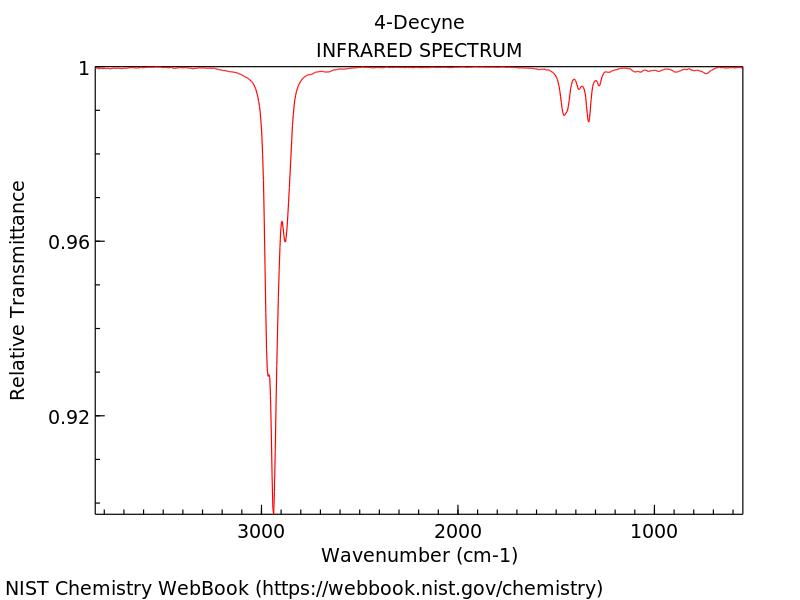 4-Decyne
INFRARED SPECTRUM
1
0.96
0.92
Relative Transmittance
3000 2000 1000
Wavenumber (cm-1)
NIST Chemistry WebBook (https://webbook.nist.gov/chemistry)